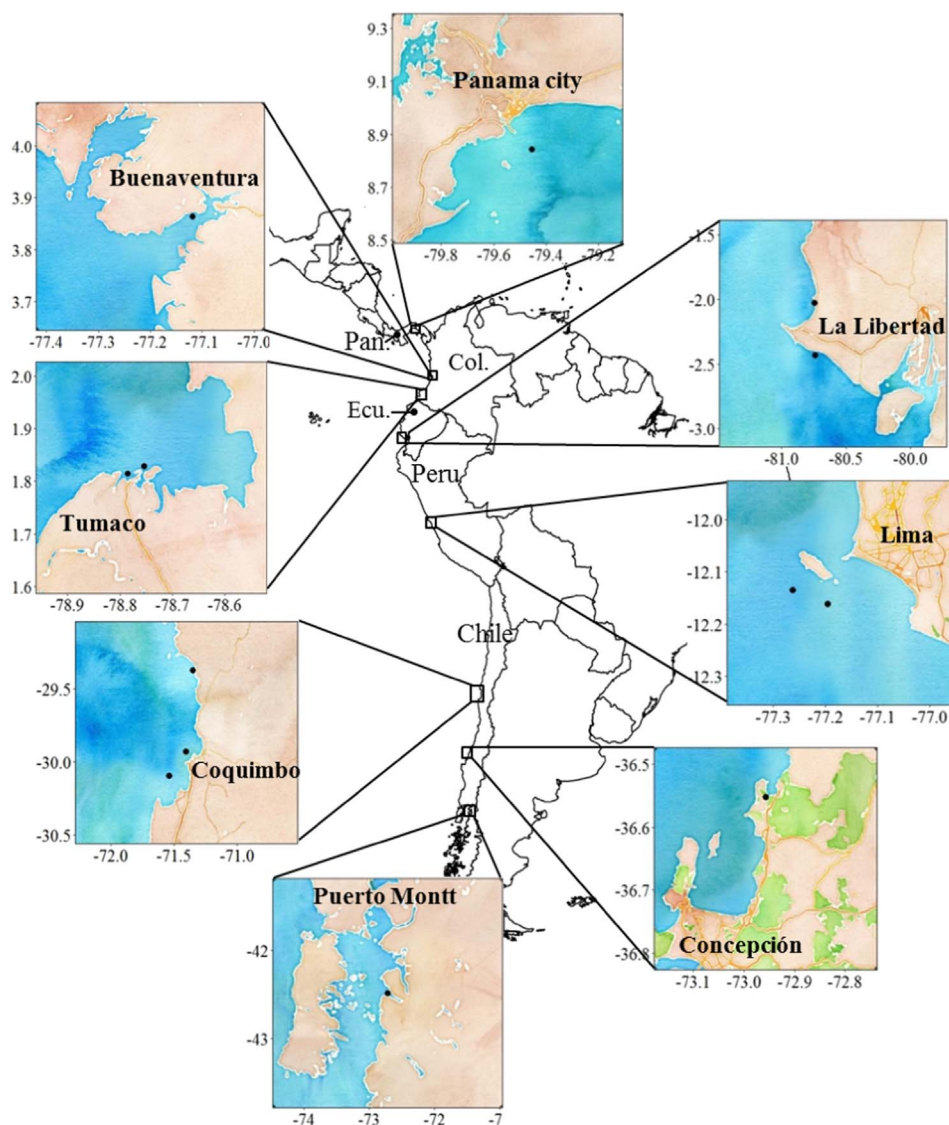 9.3
9.1
8.9
8.7
8.5
Panama city
-79.8 -79.6 -79.4 -79.2
4.0
3.9
3.8
3.7
Buenaventura
-77.4 -77.3 -77.2 -77.1 -77.0
-1.5
-2.0
-2.5
-3.0
La Libertad
-81.0 -80.5 -80.0
Pan.
Col.
Ecu.
Peru
Chile
2.0
1.9
1.8
1.7
1.6
Tumaco
-78.9 -78.8 -78.7 -78.6
-12.0
-12.1
-12.2
-12.3
Lima
-77.3 -77.2 -77.1 -77.0
-29.5
-30.0
-30.5
Coquimbo
-72.0 -71.5 -71.0
-36.5
-36.6
-36.7
-36.8
Concepción
-73.1 -73.0 -72.9 -72.8
Puerto Montt
-42
-43
-74 -73 -72 -7